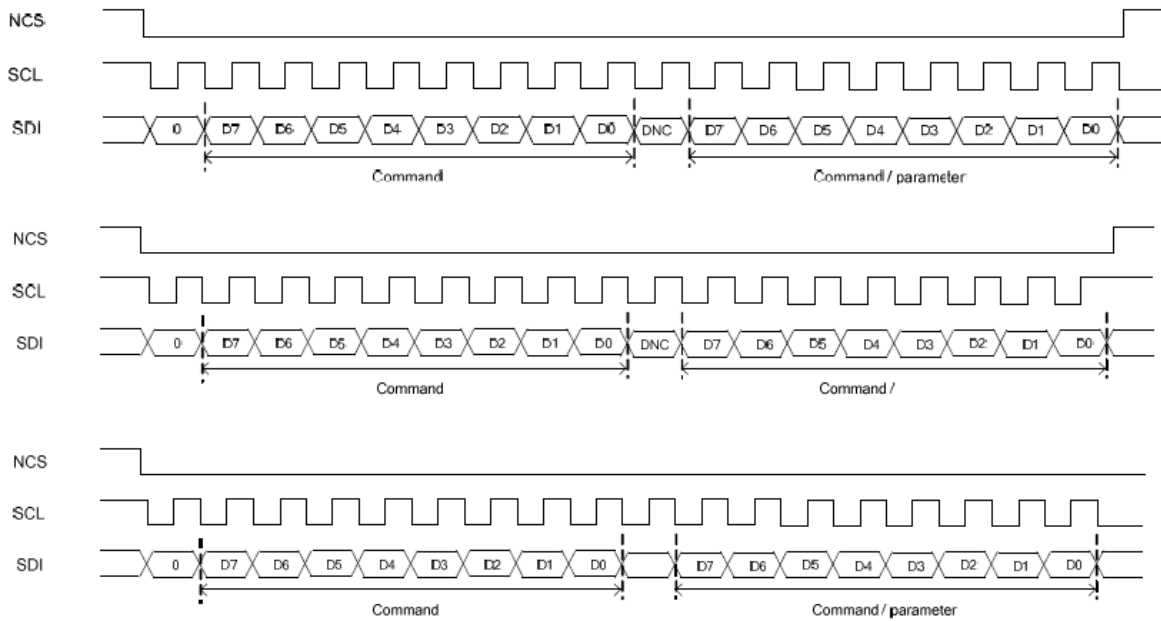 NCS
SCL
SDI 0 D7 D6 D5 D4 D3 D2 D1 D0 DNC D7 D6 D5 D4 D3 D2 D1 D0
Command Command / parameter
NCS
SCL
SDI 0 D7 D6 D5 D4 D3 D2 D1 D0 DNC D7 D6 D5 D4 D3 D2 D1 D0
Command Command /
NCS
SCL
SDI 0 D7 D6 D5 D4 D3 D2 D1 D0 D7 D6 D5 D4 D3 D2 D1 D0
Command Command / parameter